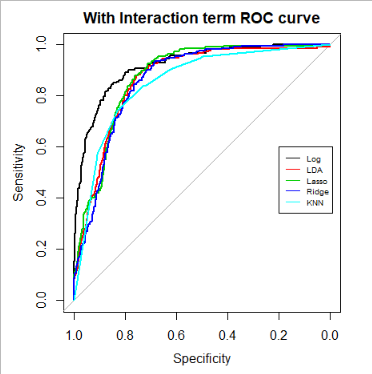 With Interaction term ROC curve
Sensitivity
1.0
0.8
0.6
0.4
0.2
0.0
Log
LDA
Lasso
Ridge
KNN
1.0 0.8 0.6 0.4 0.2 0.0
Specificity